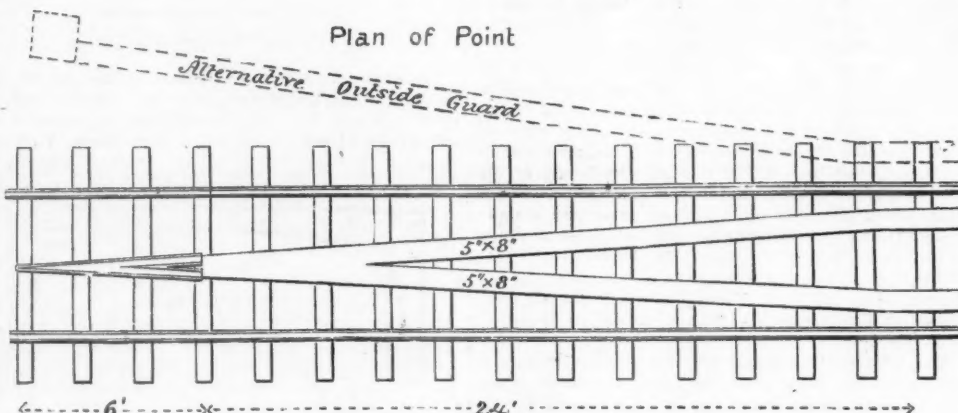 Plan of Point
Alternative Outside Guard
5"×8"
5"×8"
6' 24'